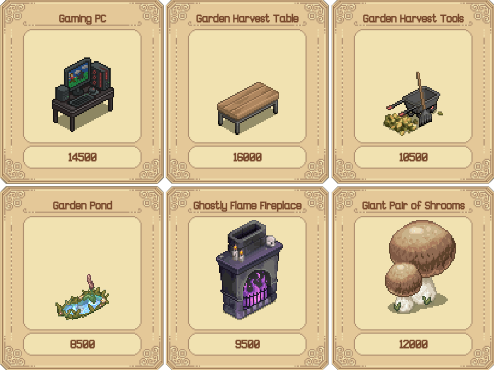 Gaming PC
Garden Harvest Table
Garden Harvest Tools
14500
16000
10500
Garden Pond
Ghostly Flame Fireplace
Giant Pair of Shrooms
8500
9500
12000